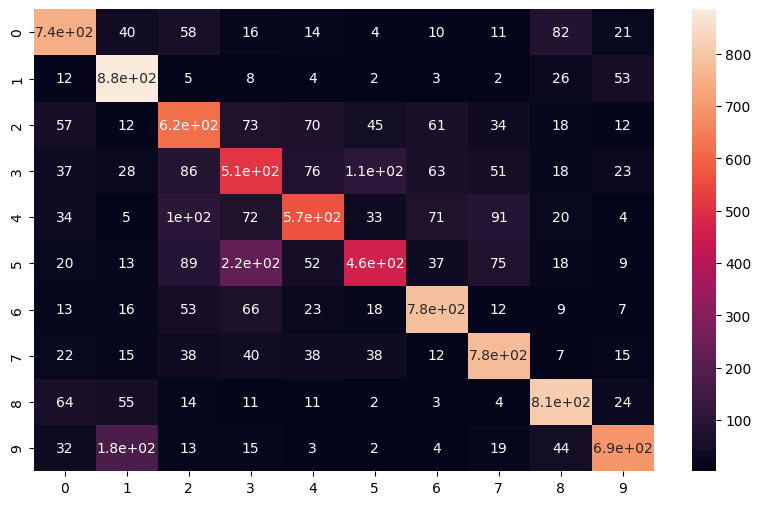 0 7.4e+02 40 58 16 14 4 10 11 82 21
1 12 8.8e+02 5 8 4 2 3 2 26 53
2 57 12 6.2e+02 73 70 45 61 34 18 12
3 37 28 86 5.1e+02 76 1.1e+02 63 51 18 23
4 34 5 1e+02 72 5.7e+02 33 71 91 20 4
5 20 13 89 2.2e+02 52 4.6e+02 37 75 18 9
6 13 16 53 66 23 18 7.8e+02 12 9 7
7 22 15 38 40 38 38 12 7.8e+02 7 15
8 64 55 14 11 11 2 3 4 8.1e+02 24
9 32 1.8e+02 13 15 3 2 4 19 44 6.9e+02
0 1 2 3 4 5 6 7 8 9
800
700
600
500
400
300
200
100